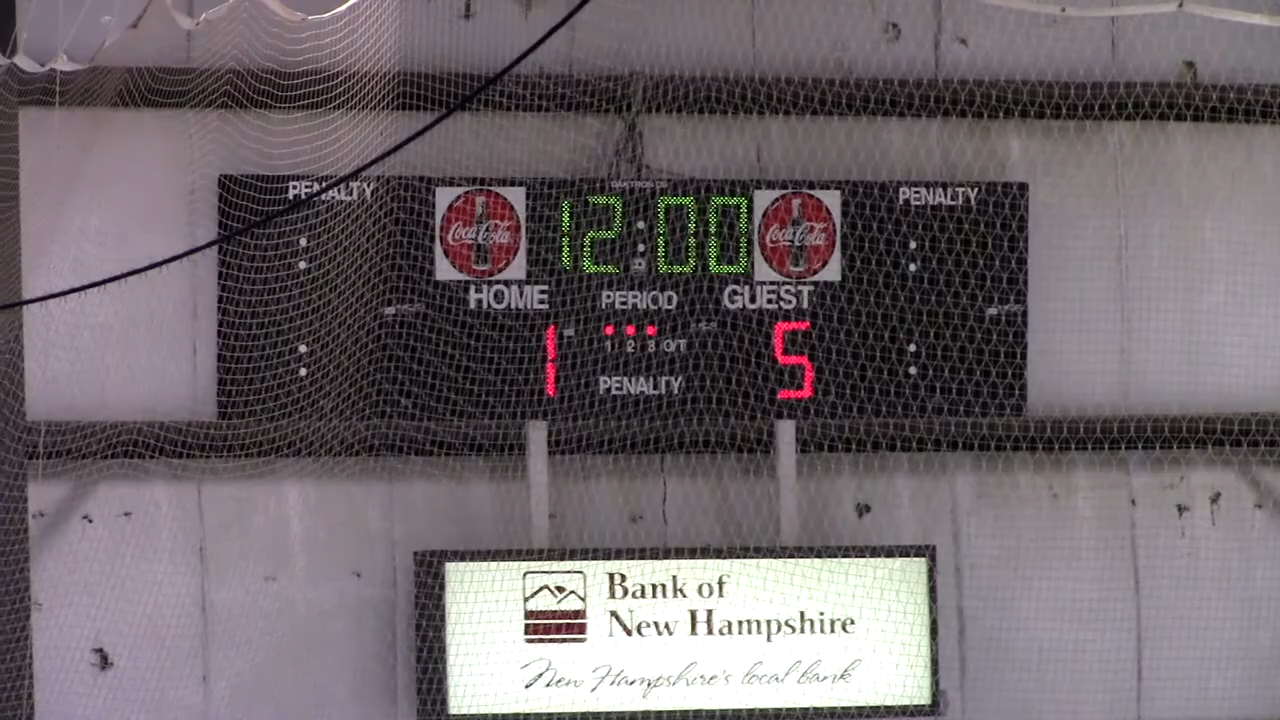 DAKTRONICS
PENALTY
Coca-Cola
12:00
Coca-Cola
PENALTY
HOME
PERIOD
GUEST
1
1 2 3 O/T
5
PENALTY
Bank of
New Hampshire
New Hampshire's local bank